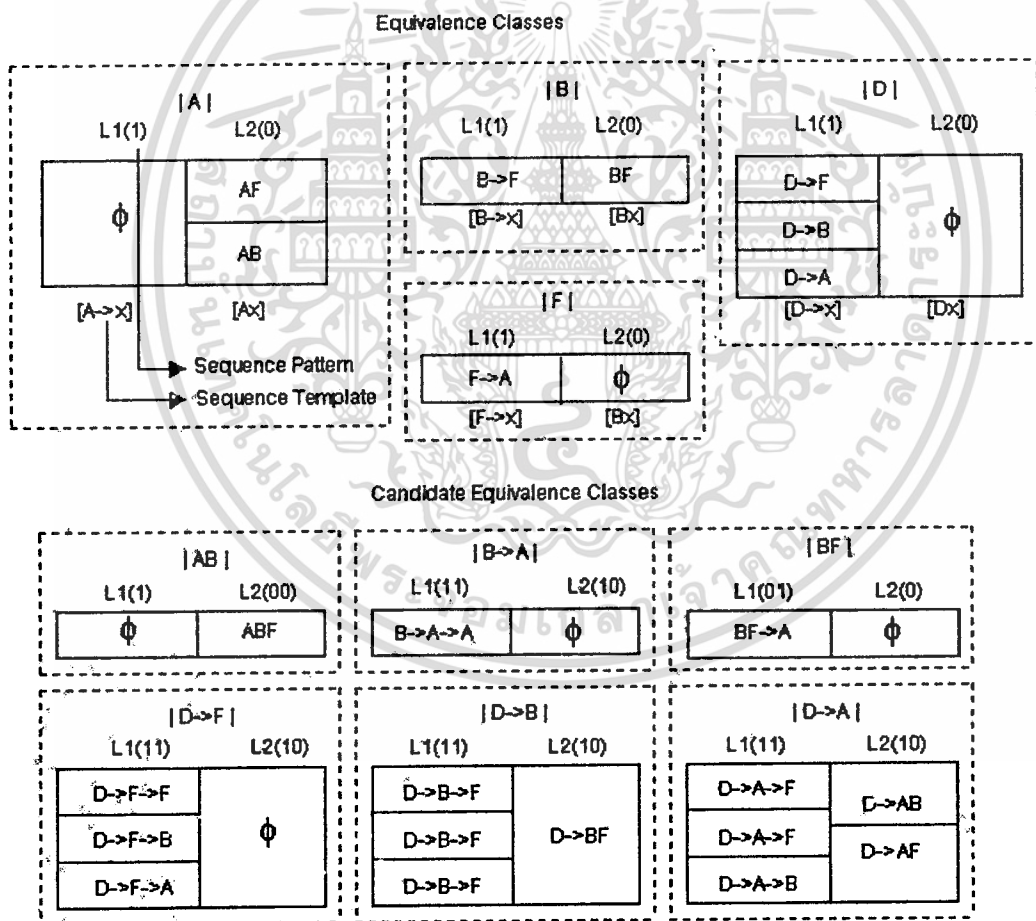 Equivalence Classes
|A|
L1(1) L2(0)
ϕ
AF
AB
[A->x] [Ax]
Sequence Pattern
Sequence Template
|B|
L1(1) L2(0)
B->F BF
[B->x] [Bx]
|F|
L1(1) L2(0)
F->A ϕ
[F->x] [Bx]
|D|
L1(1) L2(0)
D->F
D->B
D->A
ϕ
[D->x] [Dx]
Candidate Equivalence Classes
|AB|
L1(1) L2(00)
ϕ ABF
|B->A|
L1(11) L2(10)
B->A->A ϕ
|BF|
L1(01) L2(0)
BF->A ϕ
|D->F|
L1(11) L2(10)
D->F->F
D->F->B
D->F->A
ϕ
|D->B|
L1(11) L2(10)
D->B->F
D->B->F
D->B->F
D->BF
|D->A|
L1(11) L2(10)
D->A->F
D->A->F
D->A->B
D->AB
D->AF